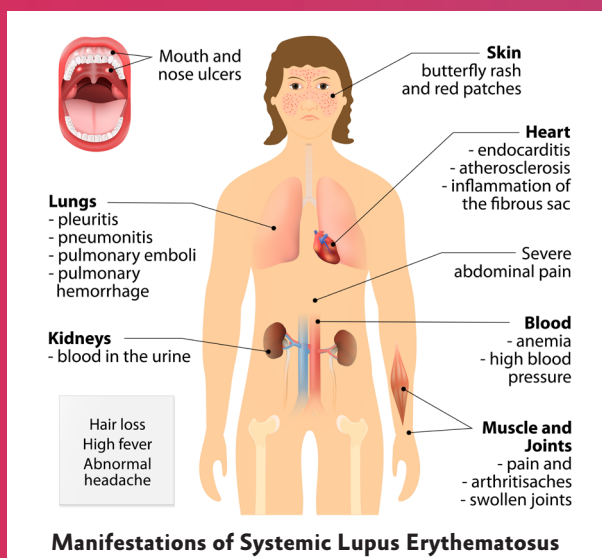 Mouth and
nose ulcers
Skin
butterfly rash
and red patches
Heart
- endocarditis
- atherosclerosis
- inflammation of
the fibrous sac
Lungs
- pleuritis
- pneumonitis
- pulmonary emboli
- pulmonary
hemorrhage
Severe
abdominal pain
Kidneys
- blood in the urine
Blood
- anemia
- high blood
pressure
Hair loss
High fever
Abnormal
headache
Muscle and
Joints
- pain and
- arthritisaches
- swollen joints
Manifestations of Systemic Lupus Erythematosus